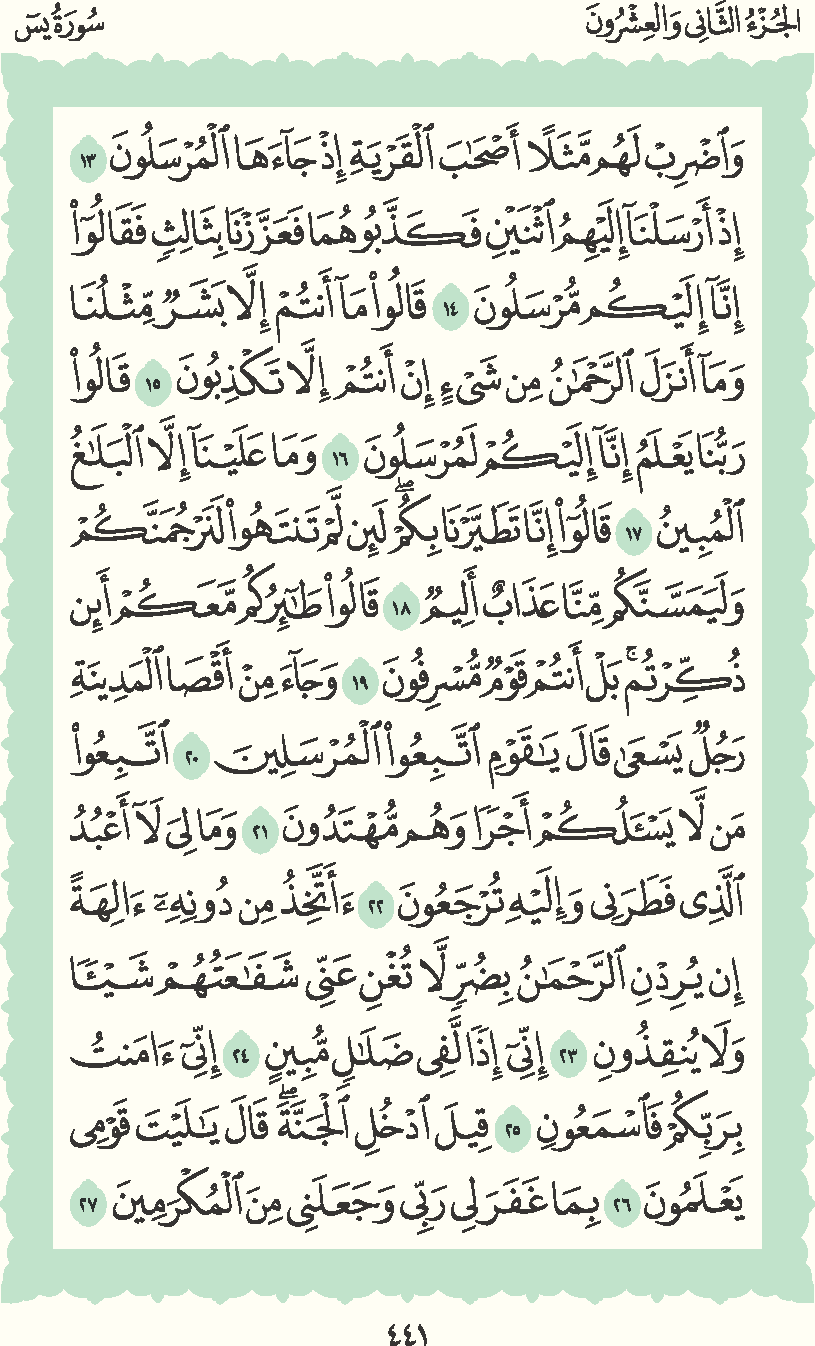 الجُزْءُ الثَّانِي وَالعِشْرُونَ
سُورَةُ يسٓ
وَٱضْرِبْ لَهُم مَّثَلًا أَصْحَٰبَ ٱلْقَرْيَةِ إِذْ جَآءَهَا ٱلْمُرْسَلُونَ ١٣
إِذْ أَرْسَلْنَآ إِلَيْهِمُ ٱثْنَيْنِ فَكَذَّبُوهُمَا فَعَزَّزْنَا بِثَالِثٍ فَقَالُوٓا۟
إِنَّآ إِلَيْكُم مُّرْسَلُونَ ١٤ قَالُوا۟ مَآ أَنتُمْ إِلَّا بَشَرٌ مِّثْلُنَا
وَمَآ أَنزَلَ ٱلرَّحْمَٰنُ مِن شَىْءٍ إِنْ أَنتُمْ إِلَّا تَكْذِبُونَ ١٥ قَالُوا۟
رَبُّنَا يَعْلَمُ إِنَّآ إِلَيْكُمْ لَمُرْسَلُونَ ١٦ وَمَا عَلَيْنَآ إِلَّا ٱلْبَلَٰغُ
ٱلْمُبِينُ ١٧ قَالُوٓا۟ إِنَّا تَطَيَّرْنَا بِكُمْ ۖ لَئِن لَّمْ تَنتَهُوا۟ لَنَرْجُمَنَّكُمْ
وَلَيَمَسَّنَّكُم مِّنَّا عَذَابٌ أَلِيمٌ ١٨ قَالُوا۟ طَٰٓئِرُكُم مَّعَكُمْ أَئِن
ذُكِّرْتُم ۚ بَلْ أَنتُمْ قَوْمٌ مُّسْرِفُونَ ١٩ وَجَآءَ مِنْ أَقْصَا ٱلْمَدِينَةِ
رَجُلٌ يَسْعَىٰ قَالَ يَٰقَوْمِ ٱتَّبِعُوا۟ ٱلْمُرْسَلِينَ ٢٠ ٱتَّبِعُوا۟
مَن لَّا يَسْـَٔلُكُمْ أَجْرًا وَهُم مُّهْتَدُونَ ٢١ وَمَا لِىَ لَآ أَعْبُدُ
ٱلَّذِى فَطَرَنِى وَإِلَيْهِ تُرْجَعُونَ ٢٢ ءَأَتَّخِذُ مِن دُونِهِۦٓ ءَالِهَةً
إِن يُرِدْنِ ٱلرَّحْمَٰنُ بِضُرٍّ لَّا تُغْنِ عَنِّى شَفَٰعَتُهُمْ شَيْـًٔا
وَلَا يُنقِذُونِ ٢٣ إِنِّىٓ إِذًا لَّفِى ضَلَٰلٍ مُّبِينٍ ٢٤ إِنِّىٓ ءَامَنتُ
بِرَبِّكُمْ فَٱسْمَعُونِ ٢٥ قِيلَ ٱدْخُلِ ٱلْجَنَّةَ ۖ قَالَ يَٰلَيْتَ قَوْمِى
يَعْلَمُونَ ٢٦ بِمَا غَفَرَ لِى رَبِّى وَجَعَلَنِى مِنَ ٱلْمُكْرَمِينَ ٢٧
٤٤١